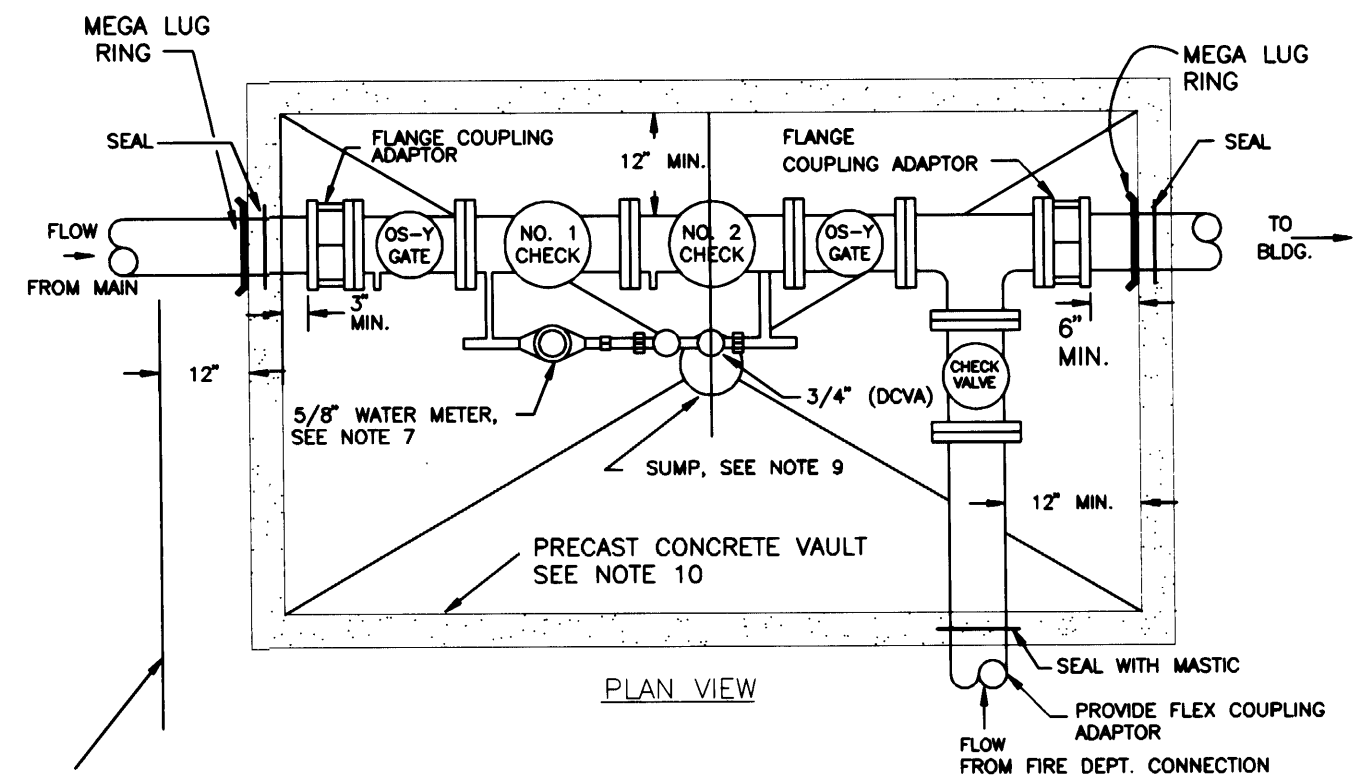 MEGA LUG
RING
MEGA LUG
RING
SEAL
FLANGE COUPLING
ADAPTOR
12" MIN.
FLANGE
COUPLING ADAPTOR
SEAL
FLOW
FROM MAIN
OS-Y
GATE
NO. 1
CHECK
NO. 2
CHECK
OS-Y
GATE
TO
BLDG.
3"
MIN.
6"
MIN.
12"
CHECK
VALVE
5/8" WATER METER,
SEE NOTE 7
3/4" (DCVA)
SUMP, SEE NOTE 9
12" MIN.
PRECAST CONCRETE VAULT
SEE NOTE 10
SEAL WITH MASTIC
PLAN VIEW
PROVIDE FLEX COUPLING
ADAPTOR
FLOW
FROM FIRE DEPT. CONNECTION